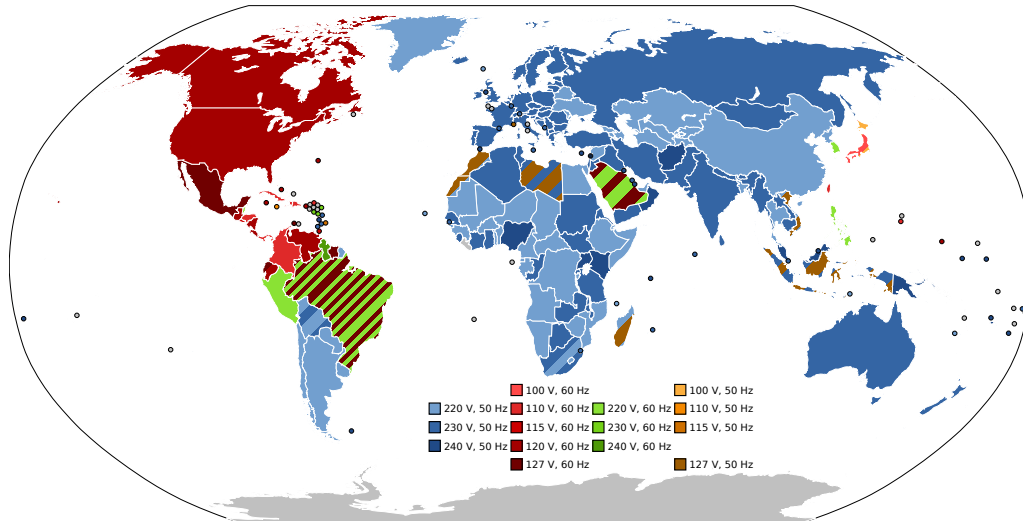 100 V, 60 Hz 100 V, 50 Hz
220 V, 50 Hz 110 V, 60 Hz 220 V, 60 Hz 110 V, 50 Hz
230 V, 50 Hz 115 V, 60 Hz 230 V, 60 Hz 115 V, 50 Hz
240 V, 50 Hz 120 V, 60 Hz 240 V, 60 Hz
127 V, 60 Hz 127 V, 50 Hz